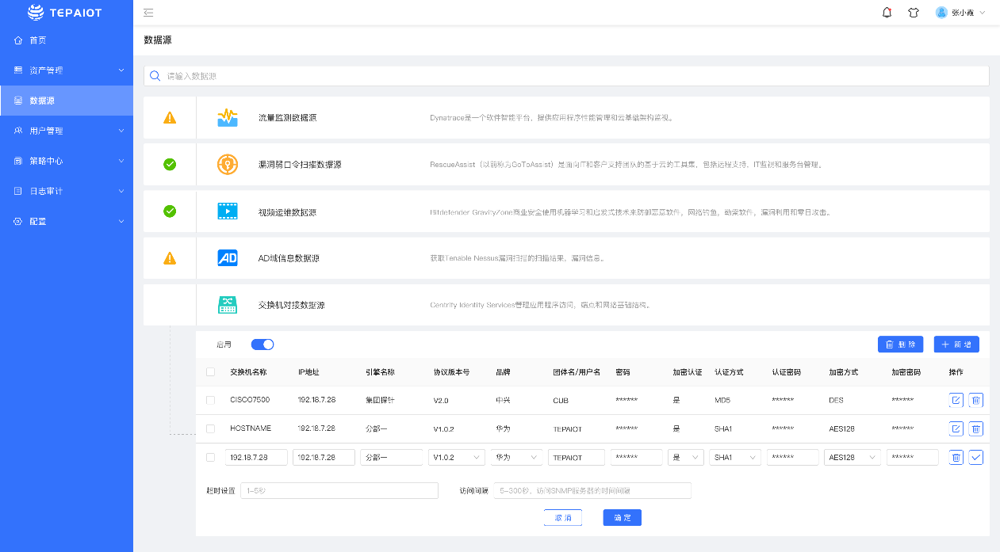 TEPAIOT
张小霞
首页
资产管理
数据源
用户管理
策略中心
日志审计
配置
数据源
请输入数据源
流量监测数据源 Dynatrace是一个软件智能平台，提供应用程序性能管理和云基础架构监视。
漏洞弱口令扫描数据源 RescueAssist（以前称为GoToAssist）是面向IT和客户支持团队的基于云的工具集，包括远程支持，IT监视和服务台管理。
视频运维数据源 Bitdefender GravityZone商业安全使用机器学习和启发式技术来防御恶意软件，网络钓鱼，勒索软件，漏洞利用和零日攻击。
AD
AD域信息数据源 获取Tenable Nessus漏洞扫描的扫描结果，漏洞信息。
交换机对接数据源 Centrify Identity Services管理应用程序访问，端点和网络基础结构。
启用 删 除 新 增
交换机名称 IP地址 引擎名称 协议版本号 品牌 团体名/用户名 密码 加密认证 认证方式 认证密码 加密方式 加密密码 操作
CISCO7500 192.18.7.28 集团探针 V2.0 中兴 CUB ****** 是 MD5 ****** DES ******
HOSTNAME 192.18.7.28 分部一 V1.0.2 华为 TEPAIOT ****** 是 SHA1 ****** AES128 ******
192.18.7.28 192.18.7.28 分部一 V1.0.2 华为 TEPAIOT ****** 是 SHA1 ****** AES128 ******
超时设置 1-5秒 访问间隔 5-300秒，访问SNMP服务器的时间间隔
取 消 确 定